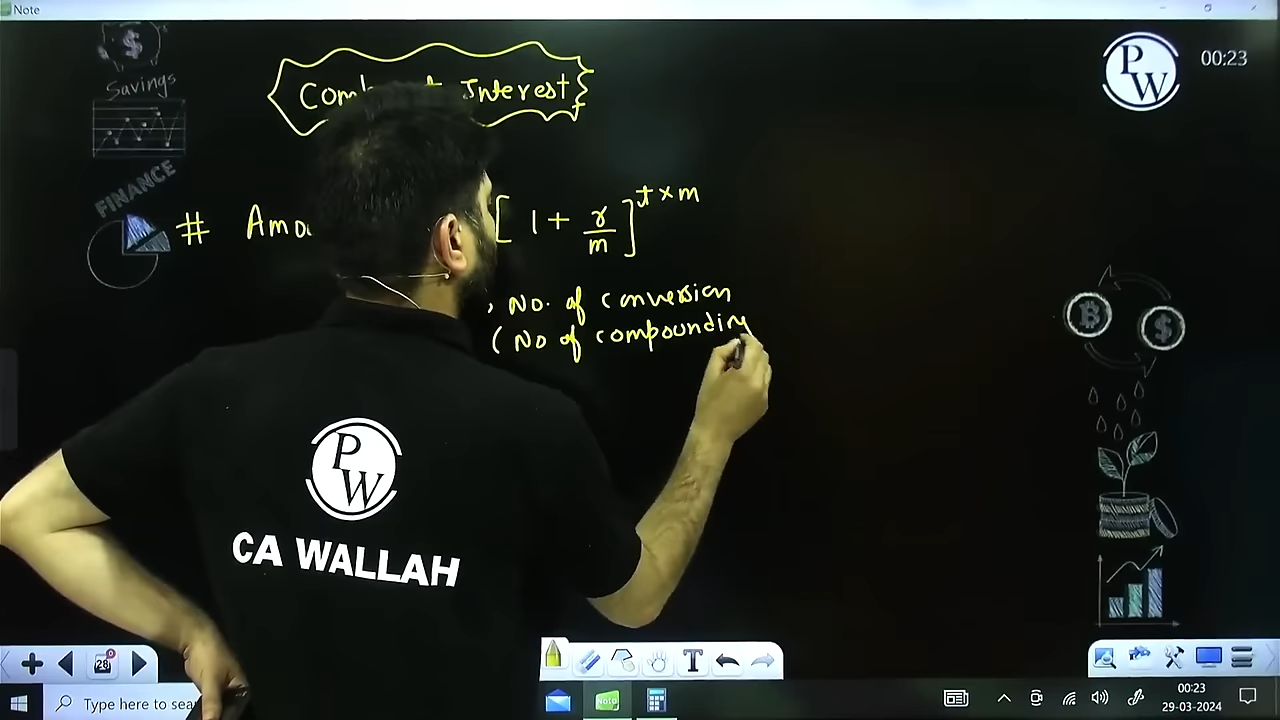 Note
Savings
FINANCE
Interest
PW
00:23
# Amo [ 1 + r/m ]^t×m
No. of conversion
( No of compounding
PW
CA WALLAH
28
T
Type here to sea
Note
00:23
29-03-2024